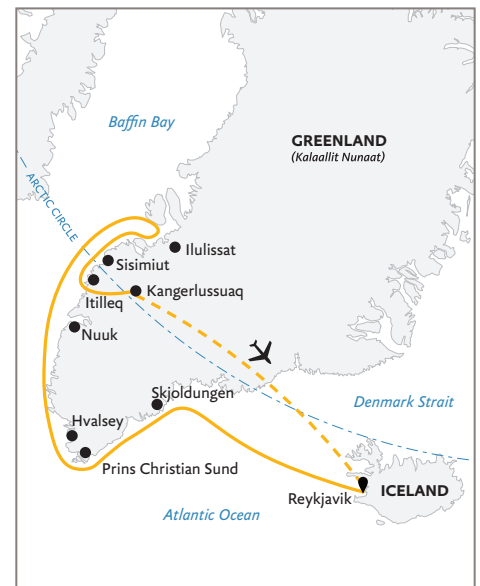 Baffin Bay
GREENLAND
(Kalaallit Nunaat)
ARCTIC CIRCLE
Ilulissat
Sisimiut
Itilleq
Kangerlussuaq
Nuuk
Skjoldungen
Denmark Strait
Hvalsey
Prins Christian Sund
Reykjavik
ICELAND
Atlantic Ocean